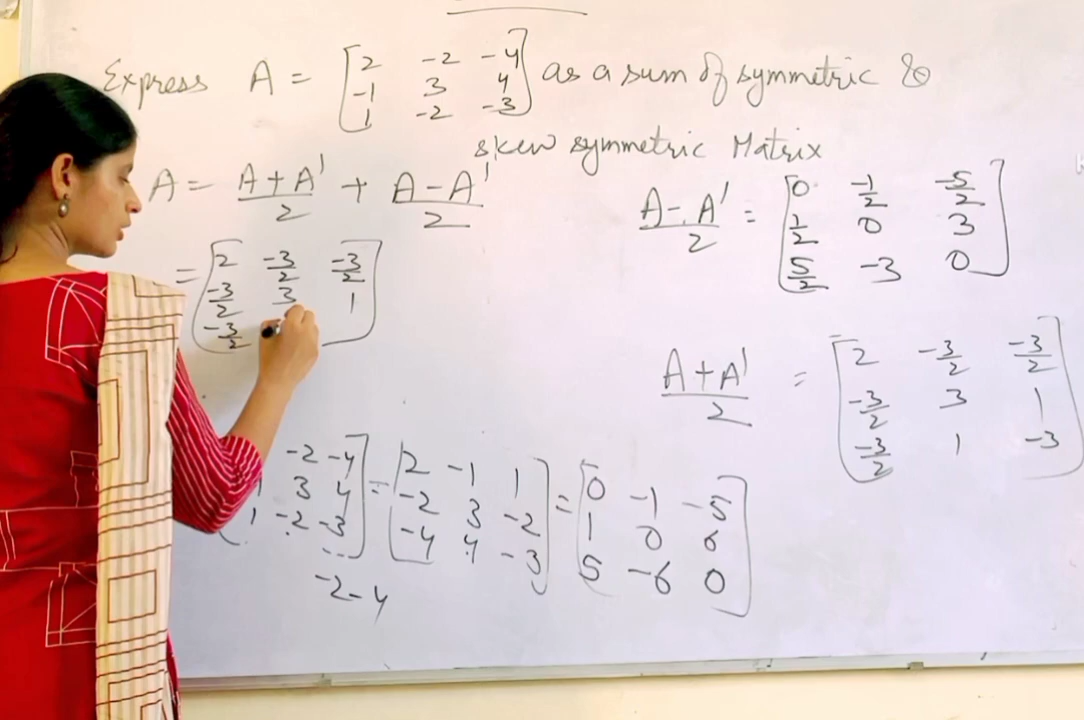 Express A = [2 -2 -4; -1 3 4; 1 -2 -3] as a sum of symmetric &
skew symmetric Matrix
A = (A + A')/2 + (A - A')/2
(A - A')/2 = [0 -1/2 -5/2; 1/2 0 3; 5/2 -3 0]
= [2 -3/2 -3/2; -3/2 3 1; -3/2]
(A + A')/2 = [2 -3/2 -3/2; -3/2 3 1; -3/2 1 -3]
-2 -4
3 4
1 -2 -3] - [2 -1 1; -2 3 -2; -4 4 -3] = [0 -1 -5; 1 0 6; 5 -6 0]
-2-4